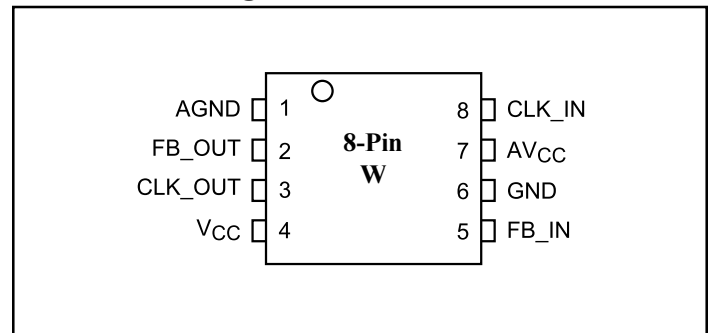 AGND 1 8 CLK_IN
FB_OUT 2 8-Pin 7 AVCC
CLK_OUT 3 W 6 GND
VCC 4 5 FB_IN